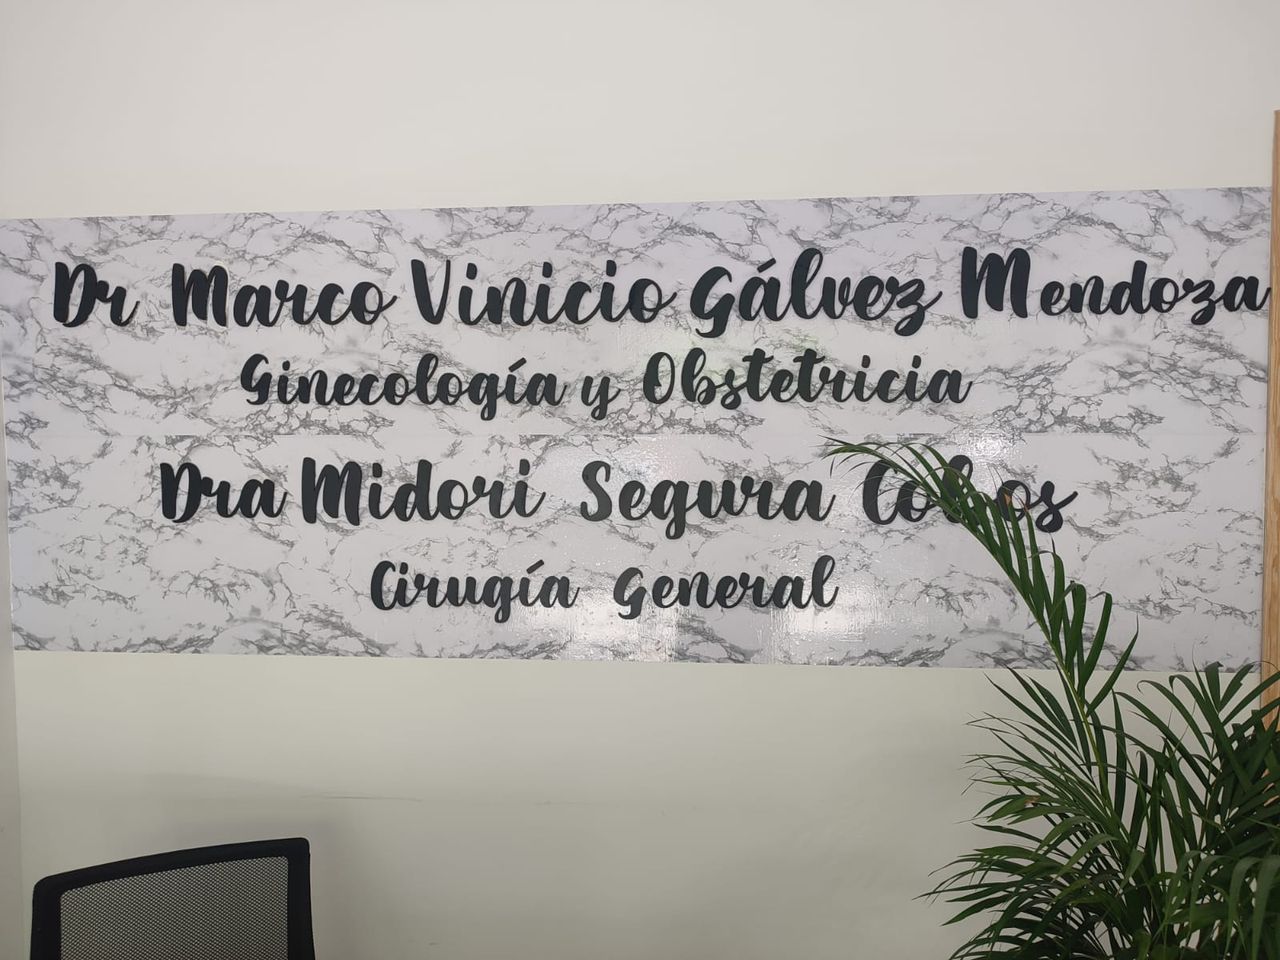 Dr Marco Vinicio Gálvez Mendoza
Ginecología y Obstetricia
Dra Midori Segura
Cirugía General